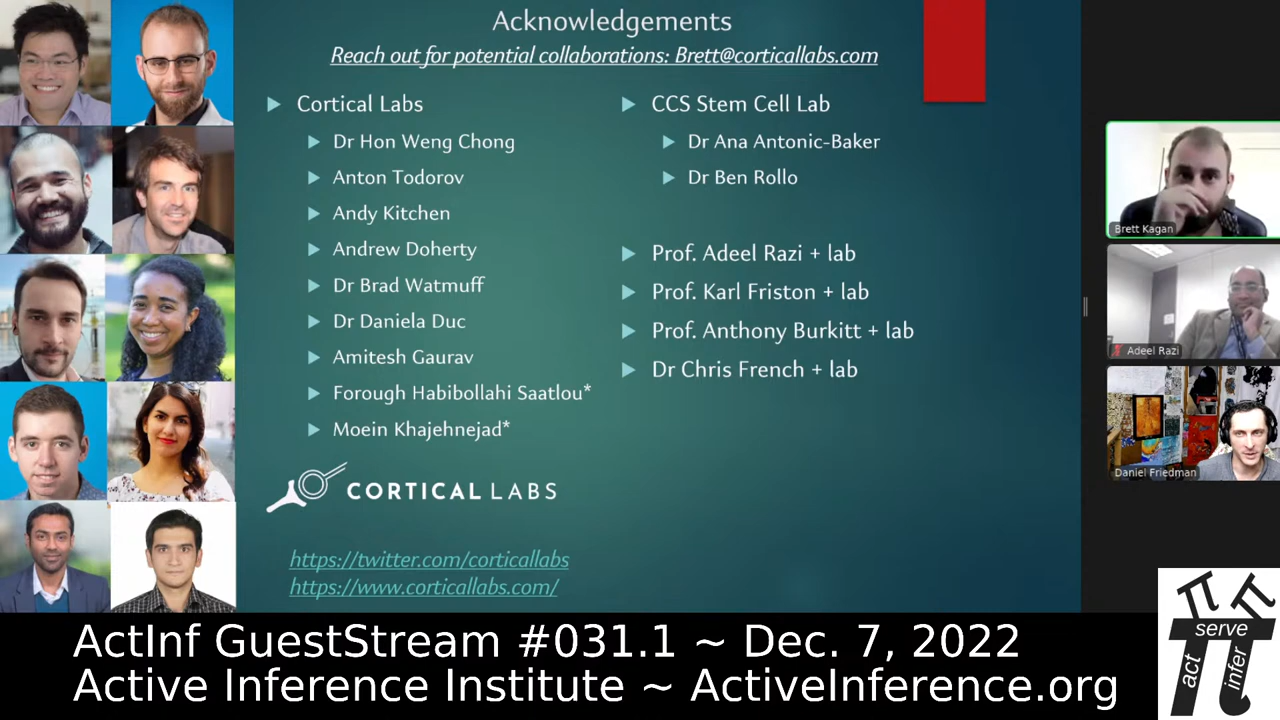 Acknowledgements
Reach out for potential collaborations: Brett@corticallabs.com
Cortical Labs
Dr Hon Weng Chong
Anton Todorov
Andy Kitchen
Andrew Doherty
Dr Brad Watmuff
Dr Daniela Duc
Amitesh Gaurav
Forough Habibollahi Saatlou*
Moein Khajehnejad*
CCS Stem Cell Lab
Dr Ana Antonic-Baker
Dr Ben Rollo
Prof. Adeel Razi + lab
Prof. Karl Friston + lab
Prof. Anthony Burkitt + lab
Dr Chris French + lab
CORTICAL LABS
https://twitter.com/corticallabs
https://www.corticallabs.com/
Brett Kagan
Adeel Razi
Daniel Friedman
ActInf GuestStream #031.1 ~ Dec. 7, 2022
Active Inference Institute ~ ActiveInference.org
serve
act
infer